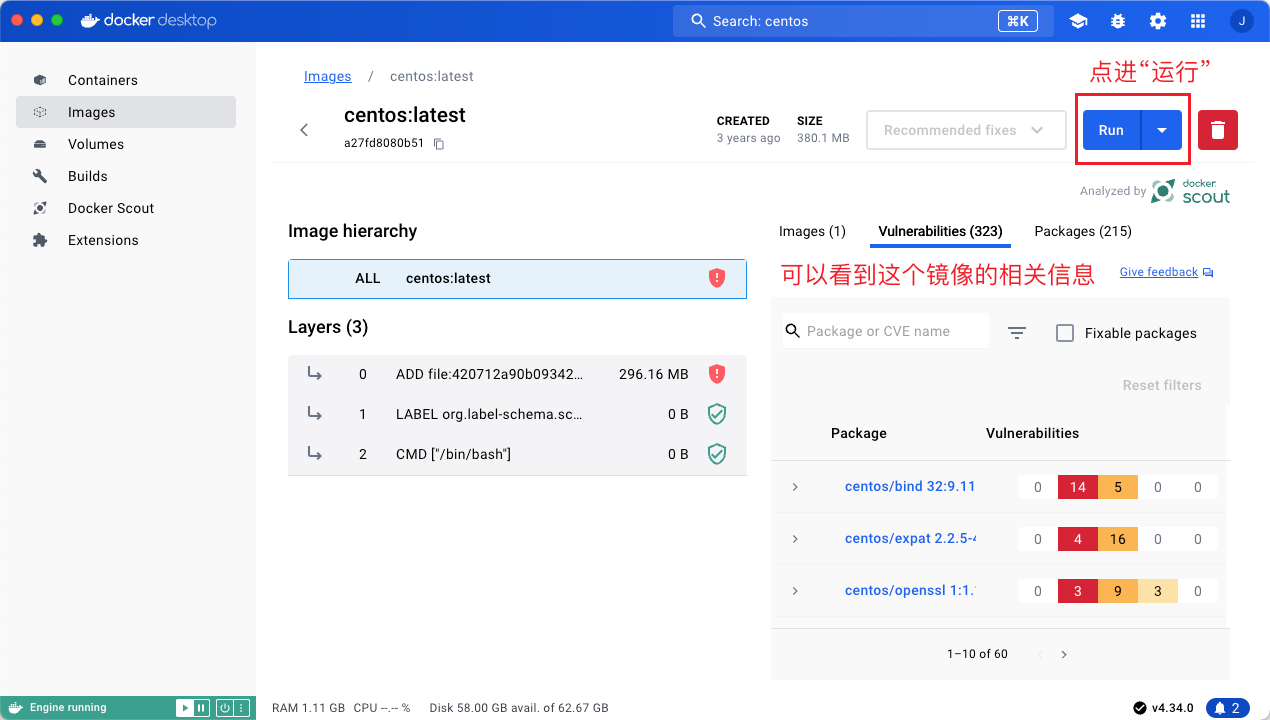 docker desktop
Search: centos
⌘K
J
Containers
Images
Volumes
Builds
Docker Scout
Extensions
Images / centos:latest
点进“运行”
centos:latest
a27fd8080b51
CREATED
3 years ago
SIZE
380.1 MB
Recommended fixes
Run
Analyzed by docker scout
Image hierarchy
ALL centos:latest
Layers (3)
0 ADD file:420712a90b09342… 296.16 MB
1 LABEL org.label-schema.sc… 0 B
2 CMD ["/bin/bash"] 0 B
Images (1) Vulnerabilities (323) Packages (215)
可以看到这个镜像的相关信息
Give feedback
Package or CVE name
Fixable packages
Reset filters
Package Vulnerabilities
centos/bind 32:9.11 0 14 5 0 0
centos/expat 2.2.5-4 0 4 16 0 0
centos/openssl 1:1. 0 3 9 3 0
1–10 of 60
Engine running
RAM 1.11 GB CPU --.-- % Disk 58.00 GB avail. of 62.67 GB
v4.34.0
2